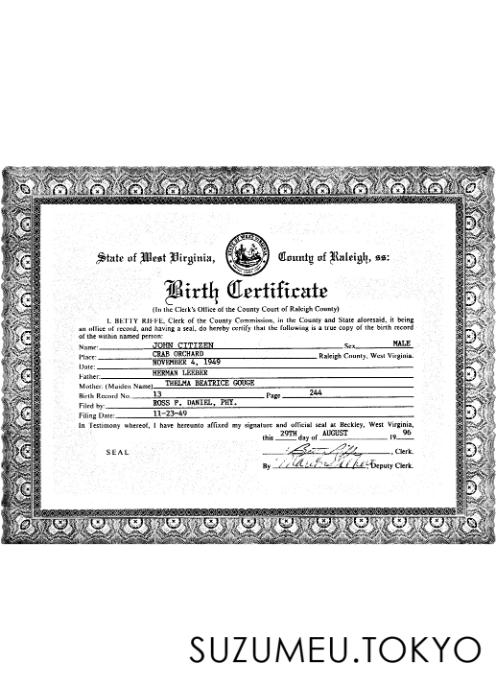 State of West Virginia, County of Raleigh, ss:
Birth Certificate
(In the Clerk's Office of the County Court of Raleigh County)
I, BETTY RIFFE, Clerk of the County Commission, in the County and State aforesaid, it being
an office of record, and having a seal, do hereby certify that the following is a true copy of the birth record
of the within named person:
Name: JOHN CITIZEN Sex MALE
Place: CRAB ORCHARD Raleigh County, West Virginia.
Date: NOVEMBER 4, 1949
Father HERMAN LEEBER
Mother: (Maiden Name) THELMA BEATRICE GOUGE
Birth Record No. 13 Page 244
Filed by: ROSS P. DANIEL, PHY.
Filing Date: 11-23-49
In Testimony whereof, I have hereunto affixed my signature and official seal at Beckley, West Virginia,
this 29TH day of AUGUST 19 96
SEAL
Clerk.
By Deputy Clerk.
SUZUMEU.TOKYO